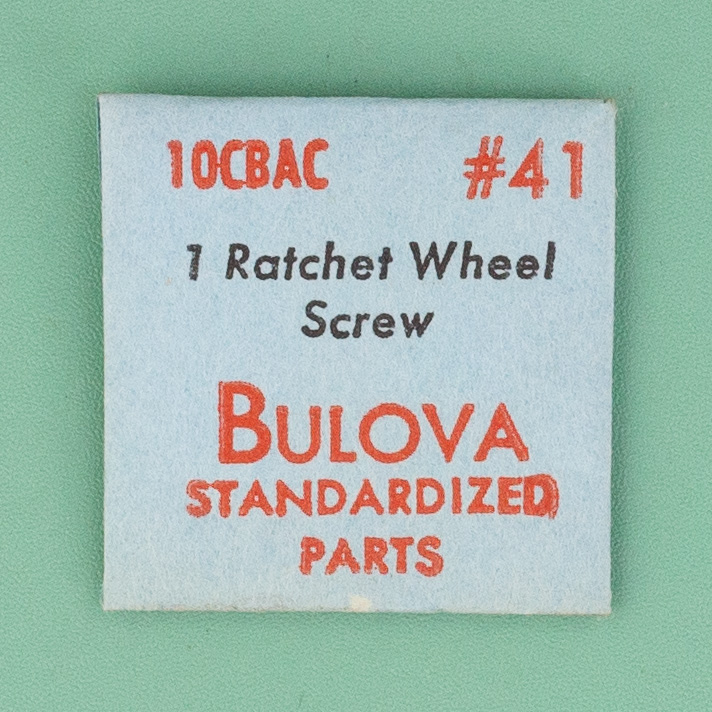 10CBAC #41
1 Ratchet Wheel
Screw
BULOVA
STANDARDIZED
PARTS